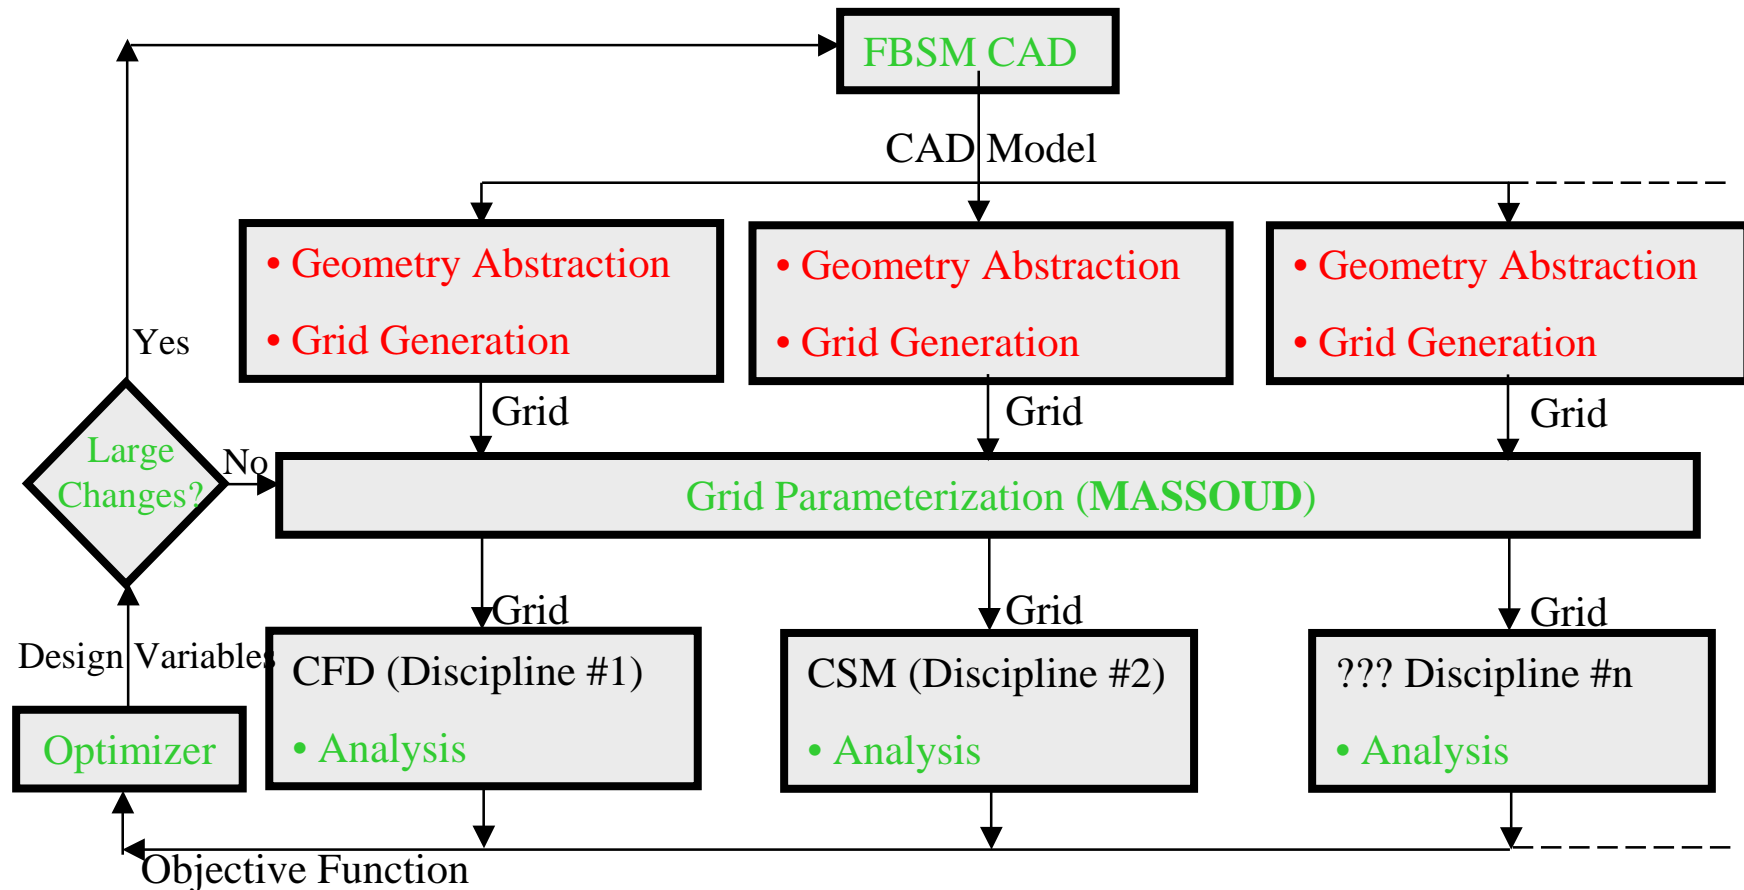 FBSM CAD
CAD Model
• Geometry Abstraction
• Grid Generation
• Geometry Abstraction
• Grid Generation
• Geometry Abstraction
• Grid Generation
Yes
Grid
Grid
Grid
Large
Changes?
No
Grid Parameterization (MASSOUD)
Grid
Grid
Grid
Design Variables
CFD (Discipline #1)
• Analysis
CSM (Discipline #2)
• Analysis
??? Discipline #n
• Analysis
Optimizer
Objective Function